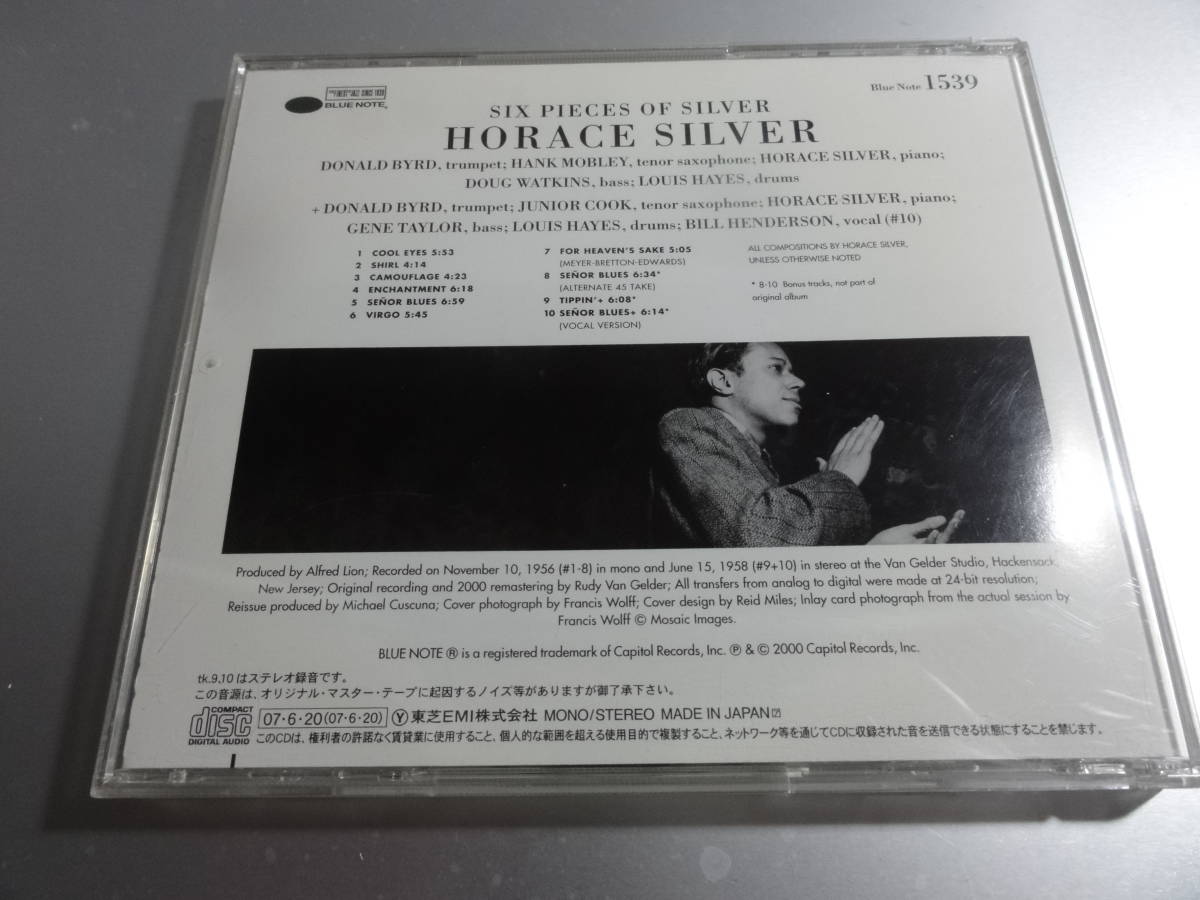 THE FINEST IN JAZZ SINCE 1939
BLUE NOTE®
Blue Note 1539
SIX PIECES OF SILVER
HORACE SILVER
DONALD BYRD, trumpet; HANK MOBLEY, tenor saxophone; HORACE SILVER, piano;
DOUG WATKINS, bass; LOUIS HAYES, drums
+ DONALD BYRD, trumpet; JUNIOR COOK, tenor saxophone; HORACE SILVER, piano;
GENE TAYLOR, bass; LOUIS HAYES, drums; BILL HENDERSON, vocal (#10)
1 COOL EYES 5:53
2 SHIRL 4:14
3 CAMOUFLAGE 4:23
4 ENCHANTMENT 6:18
5 SEÑOR BLUES 6:59
6 VIRGO 5:45
7 FOR HEAVEN'S SAKE 5:05
(MEYER-BRETTON-EDWARDS)
8 SEÑOR BLUES 6:34*
(ALTERNATE 45 TAKE)
9 TIPPIN'+ 6:08*
10 SEÑOR BLUES+ 6:14*
(VOCAL VERSION)
ALL COMPOSITIONS BY HORACE SILVER,
UNLESS OTHERWISE NOTED
* 8-10 Bonus tracks, not part of
original album
Produced by Alfred Lion; Recorded on November 10, 1956 (#1-8) in mono and June 15, 1958 (#9+10) in stereo at the Van Gelder Studio, Hackensack,
New Jersey; Original recording and 2000 remastering by Rudy Van Gelder; All transfers from analog to digital were made at 24-bit resolution;
Reissue produced by Michael Cuscuna; Cover photograph by Francis Wolff; Cover design by Reid Miles; Inlay card photograph from the actual session by
Francis Wolff © Mosaic Images.
BLUE NOTE ® is a registered trademark of Capitol Records, Inc. ℗ & © 2000 Capitol Records, Inc.
tk.9,10はステレオ録音です。
この音源は、オリジナル・マスター・テープに起因するノイズ等がありますが御了承下さい。
COMPACT
disc
DIGITAL AUDIO
07・6・20(07・6・20) Ⓨ東芝EMI株式会社 MONO/STEREO MADE IN JAPAN
このCDは、権利者の許諾なく賃貸業に使用すること、個人的な範囲を超える使用目的で複製すること、ネットワーク等を通じてCDに収録された音を送信できる状態にすることを禁じます。